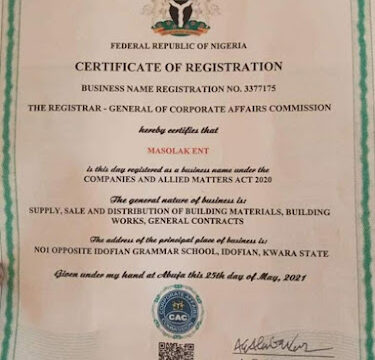 FEDERAL REPUBLIC OF NIGERIA
CERTIFICATE OF REGISTRATION
BUSINESS NAME REGISTRATION NO. 3377175
THE REGISTRAR - GENERAL OF CORPORATE AFFAIRS COMMISSION
hereby certifies that
MASOLAK ENT
is this day registered as a business name under the
COMPANIES AND ALLIED MATTERS ACT 2020
The general nature of business is:
SUPPLY, SALE AND DISTRIBUTION OF BUILDING MATERIALS, BUILDING
WORKS, GENERAL CONTRACTS
The address of the principal place of business is:
NO1 OPPOSITE IDOFIAN GRAMMAR SCHOOL, IDOFIAN, KWARA STATE
Given under my hand at Abuja this 25th day of May, 2021
CORPORATE AFFAIRS
CAC